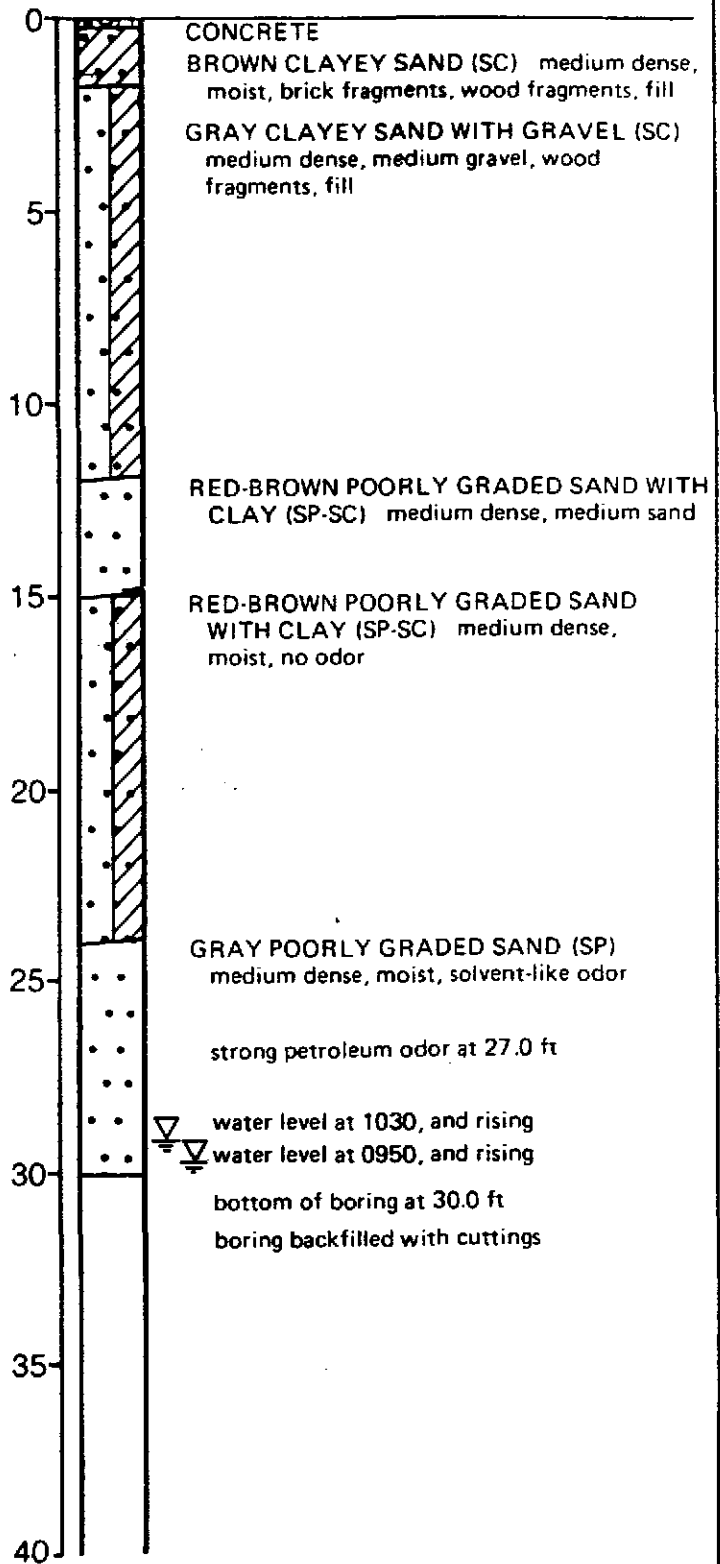 0
CONCRETE
BROWN CLAYEY SAND (SC) medium dense,
moist, brick fragments, wood fragments, fill
GRAY CLAYEY SAND WITH GRAVEL (SC)
medium dense, medium gravel, wood
fragments, fill
5
10
RED-BROWN POORLY GRADED SAND WITH
CLAY (SP-SC) medium dense, medium sand
15
RED-BROWN POORLY GRADED SAND
WITH CLAY (SP-SC) medium dense,
moist, no odor
20
GRAY POORLY GRADED SAND (SP)
25
medium dense, moist, solvent-like odor
strong petroleum odor at 27.0 ft
water level at 1030, and rising
water level at 0950, and rising
30
bottom of boring at 30.0 ft
boring backfilled with cuttings
35
40